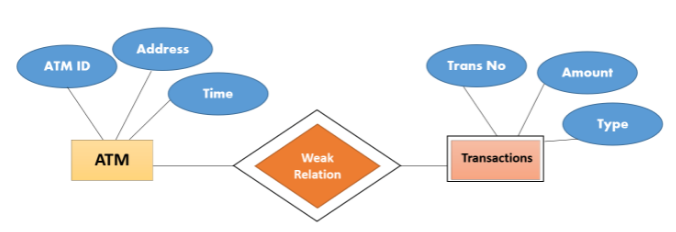 ATM ID
Address
Time
Trans No
Amount
Type
ATM
Weak
Relation
Transactions